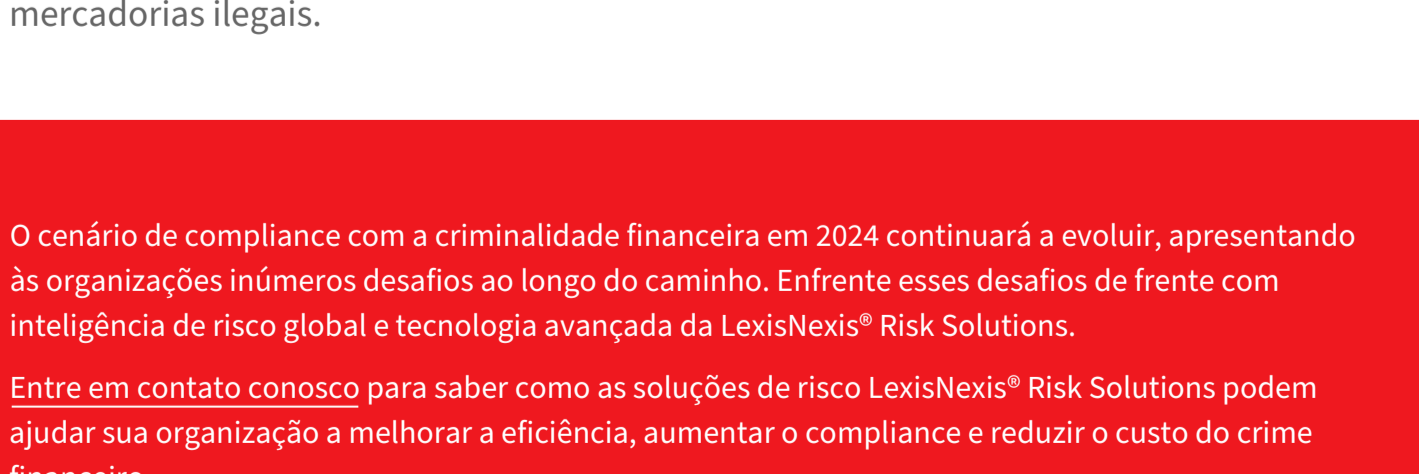 mercadorias ilegais.
O cenário de compliance com a criminalidade financeira em 2024 continuará a evoluir, apresentando
às organizações inúmeros desafios ao longo do caminho. Enfrente esses desafios de frente com
inteligência de risco global e tecnologia avançada da LexisNexis® Risk Solutions.
Entre em contato conosco para saber como as soluções de risco LexisNexis® Risk Solutions podem
ajudar sua organização a melhorar a eficiência, aumentar o compliance e reduzir o custo do crime
financeiro.